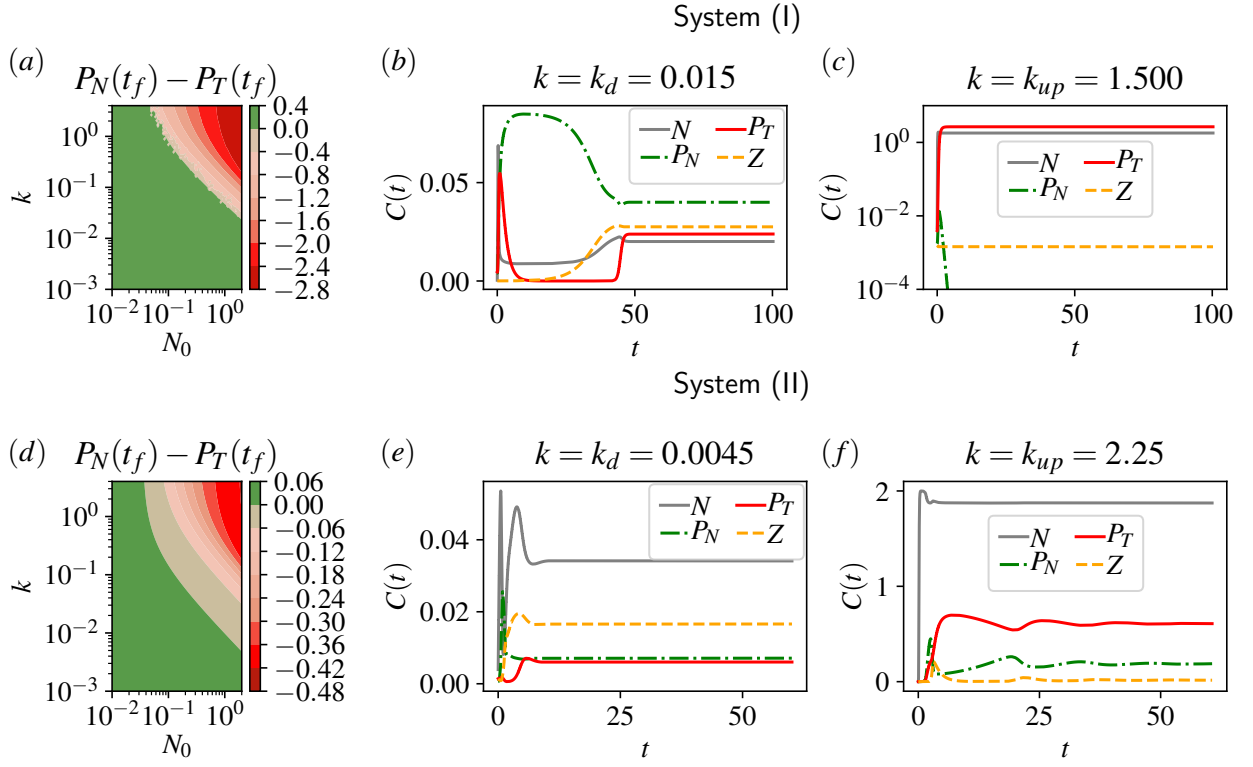 System (I)
(a)
P_N(t_f) − P_T(t_f)
k
10^0
10^−1
10^−2
10^−3
10^−2 10^−1 10^0
N_0
0.4
0.0
−0.4
−0.8
−1.2
−1.6
−2.0
−2.4
−2.8
(b)
k = k_d = 0.015
C(t)
0.05
0.00
N
P_N
P_T
Z
0 50 100
t
(c)
k = k_up = 1.500
C(t)
10^0
10^−2
10^−4
N
P_N
P_T
Z
0 50 100
t
System (II)
(d)
P_N(t_f) − P_T(t_f)
k
10^0
10^−1
10^−2
10^−3
10^−2 10^−1 10^0
N_0
0.06
0.00
−0.06
−0.12
−0.18
−0.24
−0.30
−0.36
−0.42
−0.48
(e)
k = k_d = 0.0045
C(t)
0.04
0.02
0.00
N
P_N
P_T
Z
0 25 50
t
(f)
k = k_up = 2.25
C(t)
2
1
0
N
P_N
P_T
Z
0 25 50
t